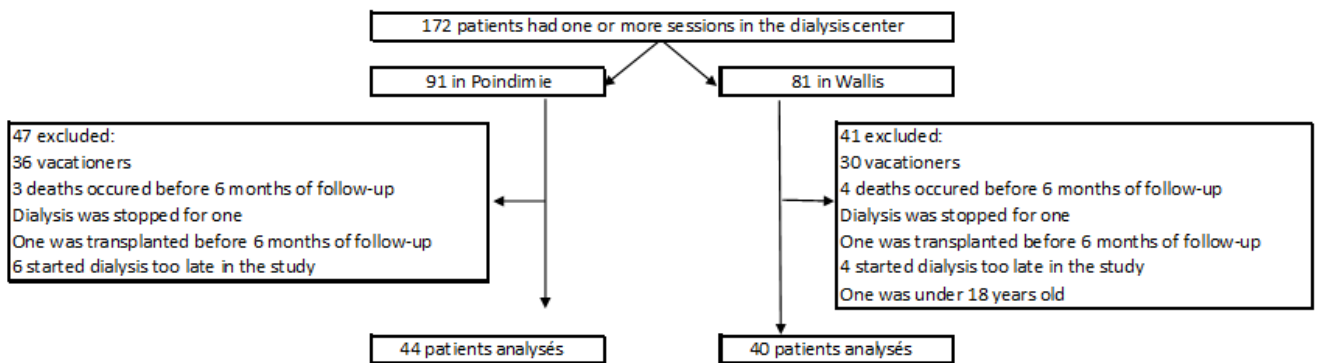 172 patients had one or more sessions in the dialysis center
91 in Poindimie
81 in Wallis
47 excluded:
36 vacationers
3 deaths occured before 6 months of follow-up
Dialysis was stopped for one
One was transplanted before 6 months of follow-up
6 started dialysis too late in the study
41 excluded:
30 vacationers
4 deaths occured before 6 months of follow-up
Dialysis was stopped for one
One was transplanted before 6 months of follow-up
4 started dialysis too late in the study
One was under 18 years old
44 patients analysés
40 patients analysés